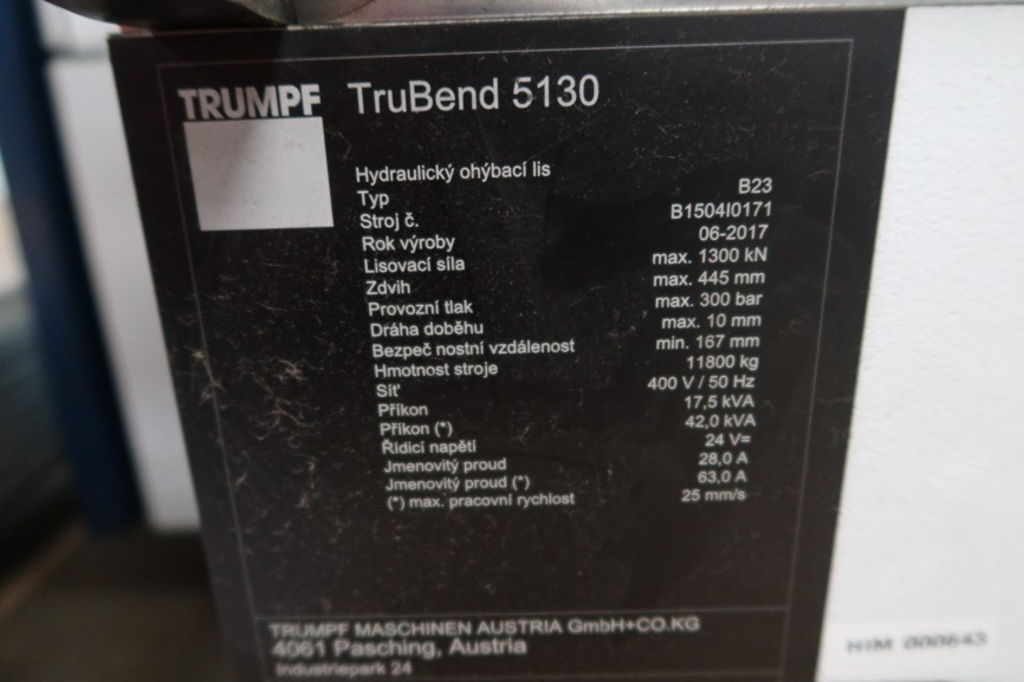 TRUMPF TruBend 5130
Hydraulický ohýbací lis
Typ B23
Stroj č. B1504I0171
Rok výroby 06-2017
Lisovací síla max. 1300 kN
Zdvih max. 445 mm
Provozní tlak max. 300 bar
Dráha doběhu max. 10 mm
Bezpeč nostní vzdálenost min. 167 mm
Hmotnost stroje 11800 kg
Síť 400 V / 50 Hz
Příkon 17,5 kVA
Příkon (*) 42,0 kVA
Řídicí napětí 24 V=
Jmenovitý proud 28,0 A
Jmenovitý proud (*) 63,0 A
(*) max. pracovní rychlost 25 mm/s
TRUMPF MASCHINEN AUSTRIA GmbH+CO.KG
4061 Pasching, Austria
Industriepark 24
HIM 000643